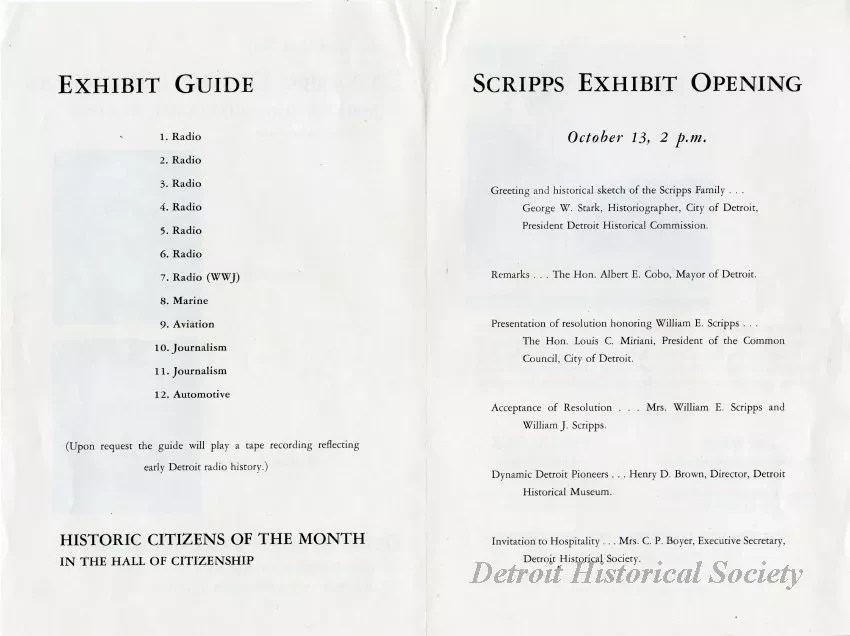 EXHIBIT GUIDE
1. Radio
2. Radio
3. Radio
4. Radio
5. Radio
6. Radio
7. Radio (WWJ)
8. Marine
9. Aviation
10. Journalism
11. Journalism
12. Automotive
(Upon request the guide will play a tape recording reflecting
early Detroit radio history.)
HISTORIC CITIZENS OF THE MONTH
IN THE HALL OF CITIZENSHIP
SCRIPPS EXHIBIT OPENING
October 13, 2 p.m.
Greeting and historical sketch of the Scripps Family . . .
George W. Stark, Historiographer, City of Detroit,
President Detroit Historical Commission.
Remarks . . . The Hon. Albert E. Cobo, Mayor of Detroit.
Presentation of resolution honoring William E. Scripps . . .
The Hon. Louis C. Miriani, President of the Common
Council, City of Detroit.
Acceptance of Resolution . . . Mrs. William E. Scripps and
William J. Scripps.
Dynamic Detroit Pioneers . . . Henry D. Brown, Director, Detroit
Historical Museum.
Invitation to Hospitality . . . Mrs. C. P. Boyer, Executive Secretary,
Detroit Historical Society.
Detroit Historical Society